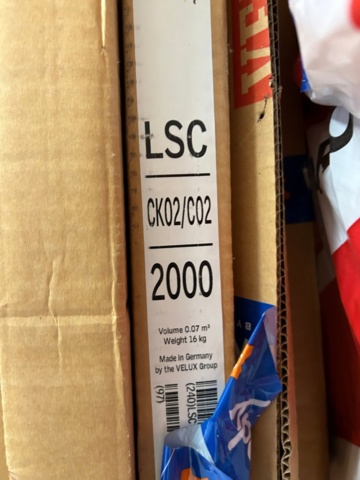 LSC
CK02/C02
2000
Volume 0.07 m³
Weight 16 kg
Made in Germany
by the VELUX Group
(97)
(240)LSC
VE
A B